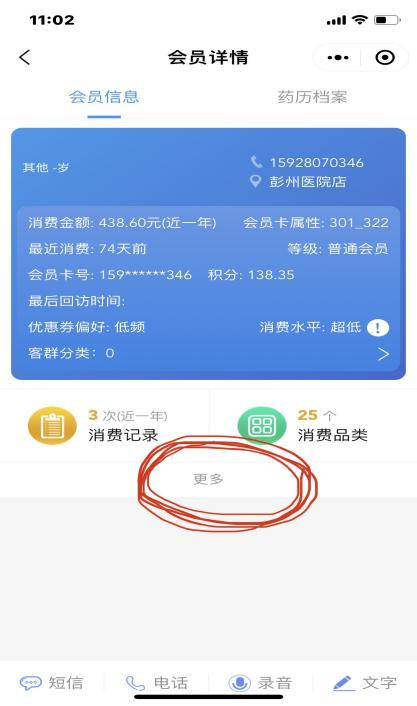 11:02
会员详情
会员信息 药历档案
其他 -岁
15928070346
彭州医院店
消费金额: 438.60元(近一年) 会员卡属性: 301_322
最近消费: 74天前 等级: 普通会员
会员卡号: 159******346 积分: 138.35
最后回访时间:
优惠券偏好: 低频 消费水平: 超低 !
客群分类: 0
3 次(近一年) 25 个
消费记录 消费品类
更多
短信 电话 录音 文字